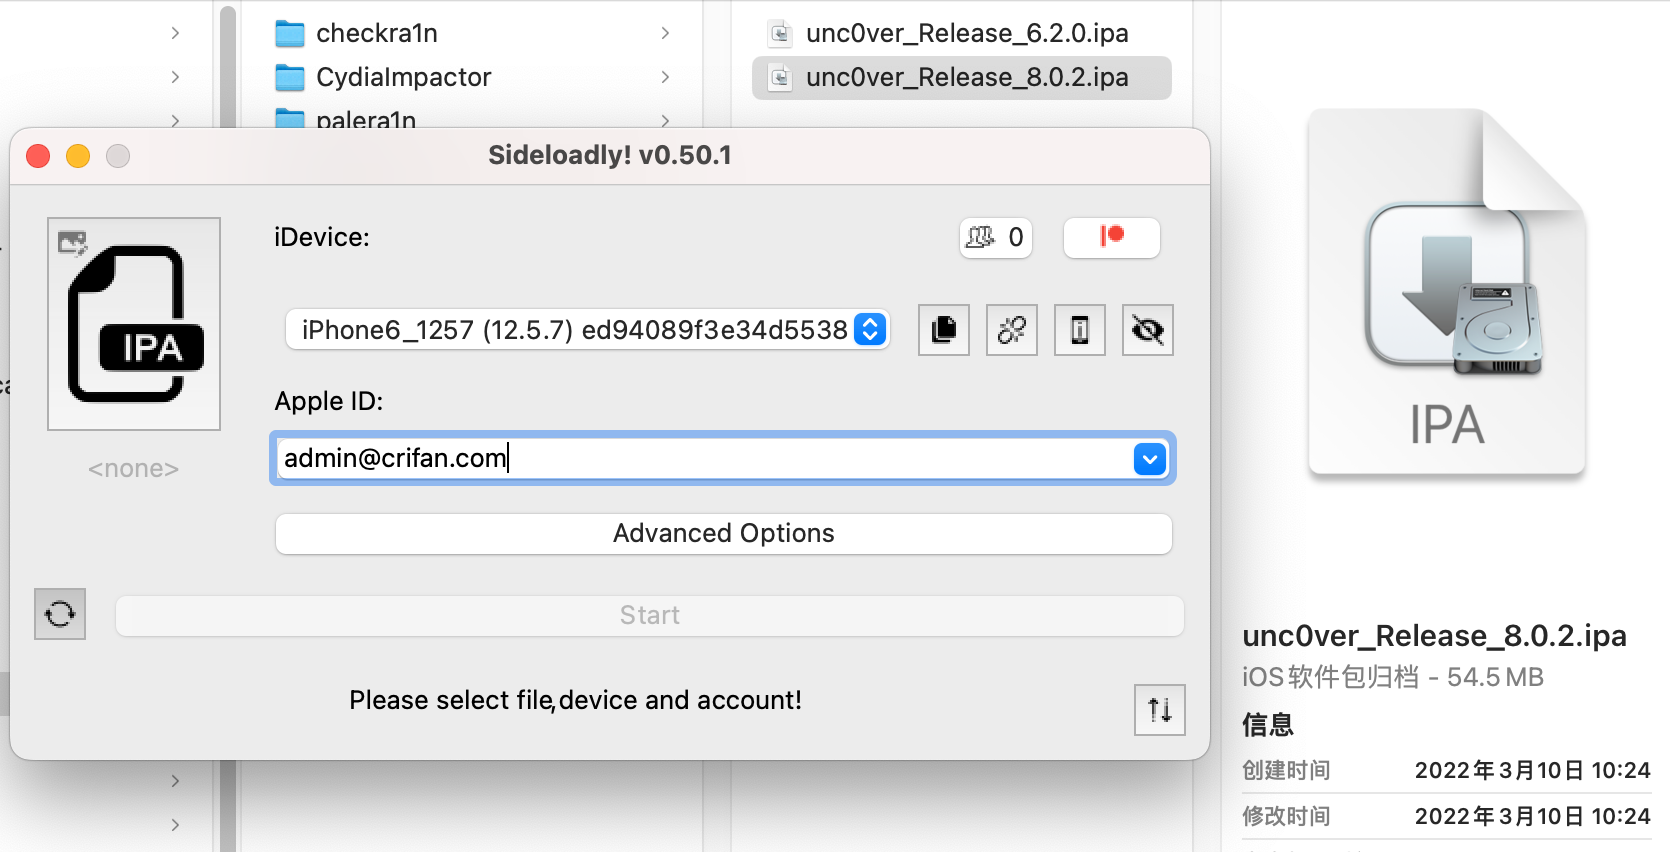 checkra1n
CydiaImpactor
palera1n
unc0ver_Release_6.2.0.ipa
unc0ver_Release_8.0.2.ipa
Sideloadly! v0.50.1
IPA
<none>
iDevice:
0
iPhone6_1257 (12.5.7) ed94089f3e34d5538
Apple ID:
admin@crifan.com
Advanced Options
Start
Please select file,device and account!
IPA
unc0ver_Release_8.0.2.ipa
iOS软件包归档 - 54.5 MB
信息
创建时间 2022年3月10日 10:24
修改时间 2022年3月10日 10:24